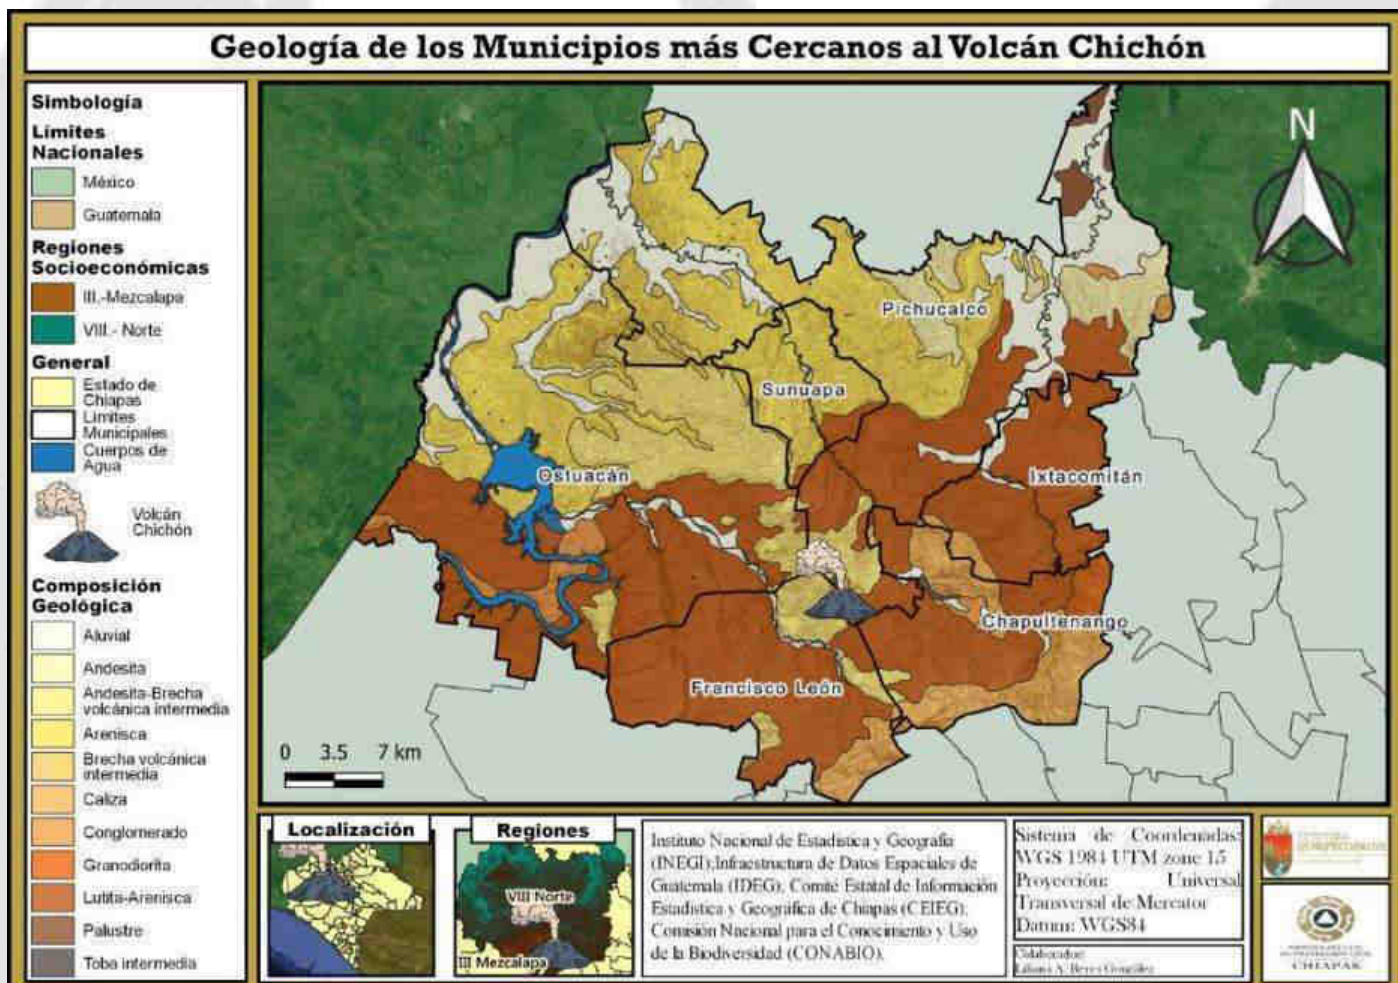 Geología de los Municipios más Cercanos al Volcán Chichón
Simbología
Límites
Nacionales
México
Guatemala
Regiones
Socioeconómicas
III.-Mezcalapa
VIII.- Norte
General
Estado de
Chiapas
Limites
Municipales
Cuerpos de
Agua
Volcán
Chichón
Composición
Geológica
Aluvial
Andesita
Andesita-Brecha
volcánica intermedia
Arenisca
Brecha volcánica
intermedia
Caliza
Conglomerado
Granodiorita
Lutita-Arenisca
Palustre
Toba intermedia
N
Pichucalco
Sunuapa
Ostuacán
Ixtacomitán
Chapultenango
Francisco León
0 3.5 7 km
Localización
Regiones
VIII Norte
III Mezcalapa
Instituto Nacional de Estadística y Geografía
(INEGI),Infraestructura de Datos Espaciales de
Guatemala (IDEG), Comité Estatal de Información
Estadística y Geográfica de Chiapas (CEIEG);
Comisión Nacional para el Conocimiento y Uso
de la Biodiversidad (CONABIO).
Sistema de Coordenadas:
WGS 1984 UTM zone 15
Proyección: Universal
Transversal de Mercator
Datum: WGS84
Colaborador:
Liliana A. Reyes González
CHIAPAS